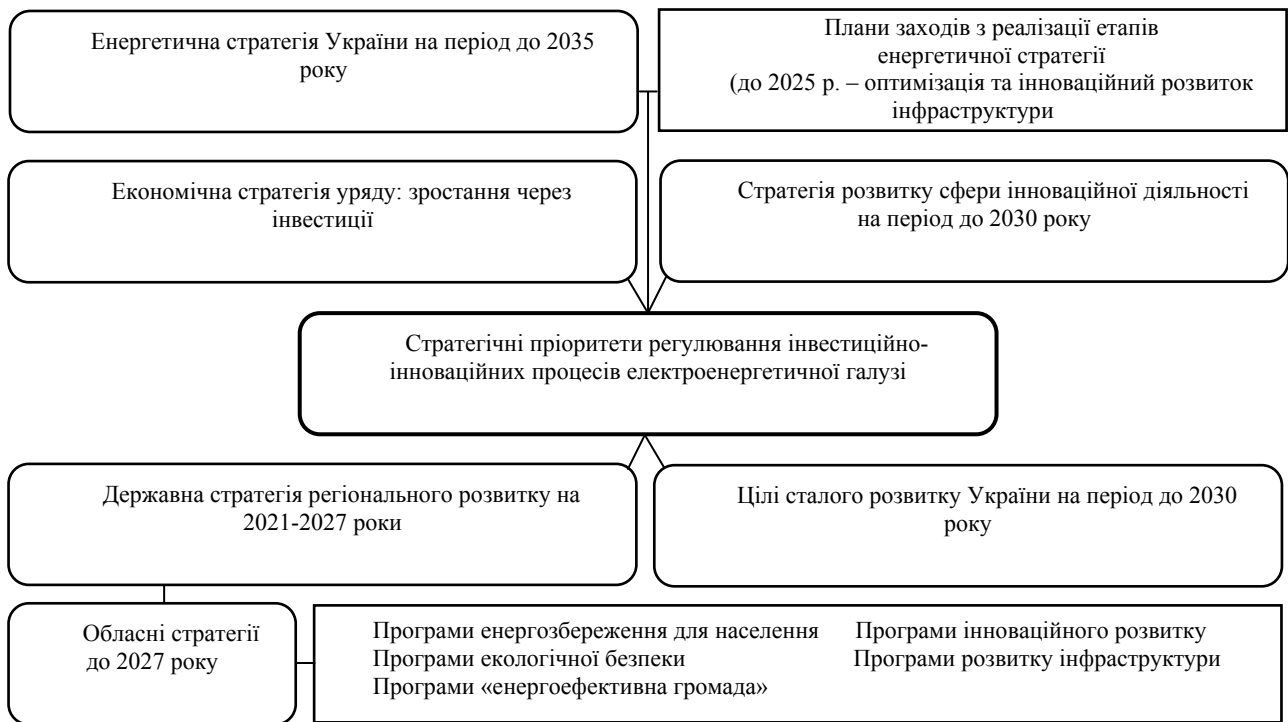 Енергетична стратегія України на період до 2035
року
Плани заходів з реалізації етапів
енергетичної стратегії
(до 2025 р. – оптимізація та інноваційний розвиток
інфраструктури
Економічна стратегія уряду: зростання через
інвестиції
Стратегія розвитку сфери інноваційної діяльності
на період до 2030 року
Стратегічні пріоритети регулювання інвестиційно-
інноваційних процесів електроенергетичної галузі
Державна стратегія регіонального розвитку на
2021-2027 роки
Цілі сталого розвитку України на період до 2030
року
Обласні стратегії
до 2027 року
Програми енергозбереження для населення
Програми екологічної безпеки
Програми «енергоефективна громада»
Програми інноваційного розвитку
Програми розвитку інфраструктури